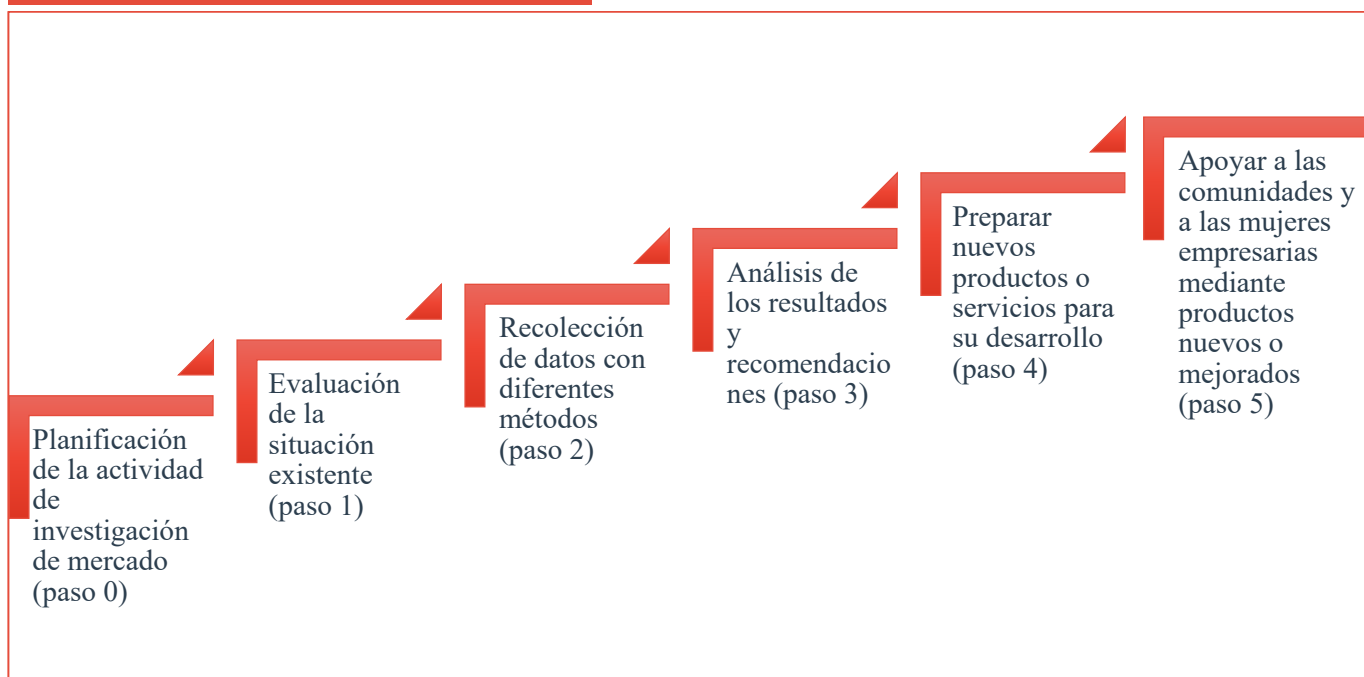 Planificación
de la actividad
de
investigación
de mercado
(paso 0)
Evaluación
de la
situación
existente
(paso 1)
Recolección
de datos con
diferentes
métodos
(paso 2)
Análisis de
los resultados
y
recomendacio
nes (paso 3)
Preparar
nuevos
productos o
servicios para
su desarrollo
(paso 4)
Apoyar a las
comunidades y
a las mujeres
empresarias
mediante
productos
nuevos o
mejorados
(paso 5)